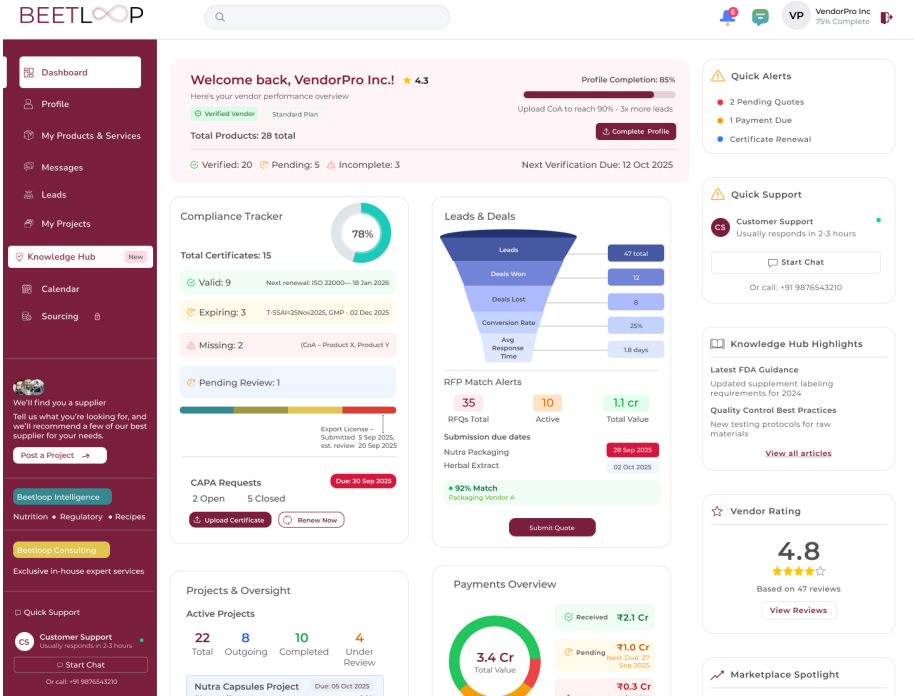 BEETLOOP
6
VP
VendorPro Inc
75% Complete
Dashboard
Profile
My Products & Services
Messages
Leads
My Projects
Knowledge Hub
New
Calendar
Sourcing
We'll find you a supplier
Tell us what you're looking for, and
we'll recommend a few of our best
supplier for your needs.
Post a Project →
Beetloop Intelligence
Nutrition • Regulatory • Recipes
Beetloop Consulting
Exclusive in-house expert services
Quick Support
CS
Customer Support
Usually responds in 2-3 hours
Start Chat
Or call: +91 9876543210
Welcome back, VendorPro Inc.! 4.3
Here's your vendor performance overview
Verified Vendor
Standard Plan
Total Products: 28 total
Profile Completion: 85%
Upload CoA to reach 90% - 3x more leads
Complete Profile
Verified: 20
Pending: 5
Incomplete: 3
Next Verification Due: 12 Oct 2025
Compliance Tracker
78%
Total Certificates: 15
Valid: 9
Next renewal: ISO 22000— 18 Jan 2026
Expiring: 3
T-SSAI=25Nov2025, GMP - 02 Dec 2025
Missing: 2
(CoA – Product X, Product Y
Pending Review: 1
Export License –
Submitted 5 Sep 2025,
est. review 20 Sep 2025
CAPA Requests
Due: 30 Sep 2025
2 Open
5 Closed
Upload Certificate
Renew Now
Leads & Deals
Leads
47 total
Deals Won
12
Deals Lost
8
Conversion Rate
25%
Avg
Response
Time
1.8 days
RFP Match Alerts
35
10
1.1 cr
RFQs Total
Active
Total Value
Submission due dates
Nutra Packaging
28 Sep 2025
Herbal Extract
02 Oct 2025
92% Match
Packaging Vendor A
Submit Quote
Projects & Oversight
Active Projects
22
8
10
4
Total
Outgoing
Completed
Under
Review
Nutra Capsules Project
Due: 05 Oct 2025
Payments Overview
3.4 Cr
Total Value
Received
₹2.1 Cr
Pending
₹1.0 Cr
Next Due: 27
Sep 2025
₹0.3 Cr
Quick Alerts
2 Pending Quotes
1 Payment Due
Certificate Renewal
Quick Support
CS
Customer Support
Usually responds in 2-3 hours
Start Chat
Or call: +91 9876543210
Knowledge Hub Highlights
Latest FDA Guidance
Updated supplement labeling
requirements for 2024
Quality Control Best Practices
New testing protocols for raw
materials
View all articles
Vendor Rating
4.8
Based on 47 reviews
View Reviews
Marketplace Spotlight